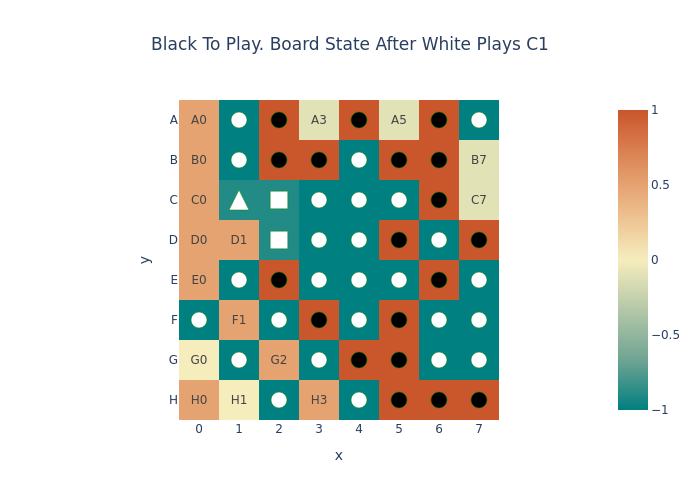 Black To Play. Board State After White Plays C1
A A0 A3 A5
B B0 B7
C C0 C7
D D0 D1
E E0
F F1
G G0 G2
H H0 H1 H3
0 1 2 3 4 5 6 7
x
y
1
0.5
0
−0.5
−1